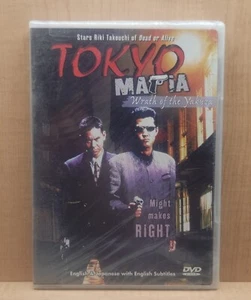 Stars Riki Takeuchi of Dead or Alive
TOKYO
MAFIA
Wrath of the Yakuza
Might
makes
RIGHT.
DVD
English & Japanese with English Subtitles